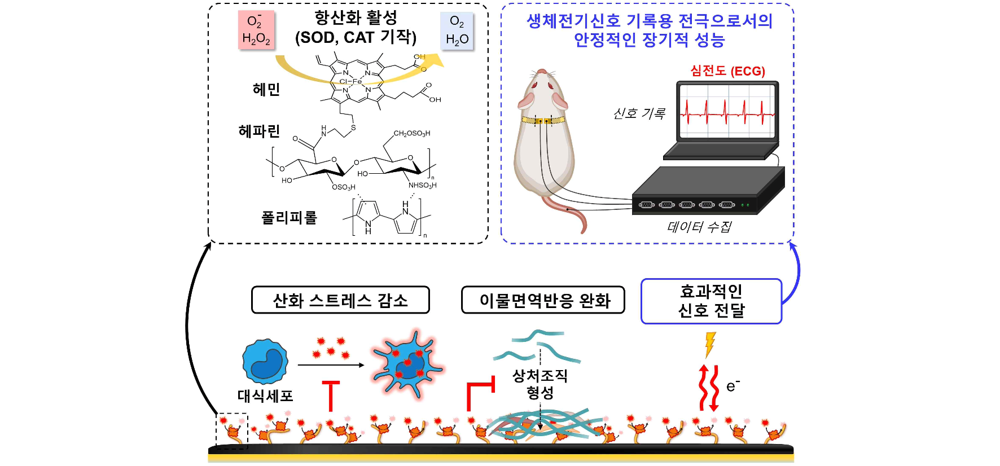 O2-
H2O2
항산화 활성
(SOD, CAT 기작)
O2
H2O
헤민
OH
O
N
N
Cl
Fe
N
N
O
OH
헤파린
S
H
N
O
CH2OSO3H
O
O
O
O
HO
OSO3H
HO
NHSO3H
n
폴리피롤
H
N
N
H
n
생체전기신호 기록용 전극으로서의
안정적인 장기적 성능
심전도 (ECG)
신호 기록
데이터 수집
산화 스트레스 감소
이물면역반응 완화
효과적인
신호 전달
대식세포
상처조직
형성
e-